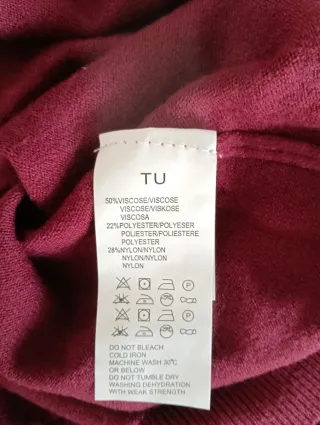 TU
50%VISCOSE/VISCOSE
VISCOSE/VISKOSE
VISCOSA
22%POLYESTER/POLYESER
POLIESTER/POLIESTERE
POLYESTER
28%NYLON/NYLON
NYLON/NYLON
NYLON
DO NOT BLEACH
COLD IRON
MACHINE WASH 30℃
OR BELOW
DO NOT TUMBLE DRY
WASHING DEHYDRATION
WITH WEAK STRENGTH